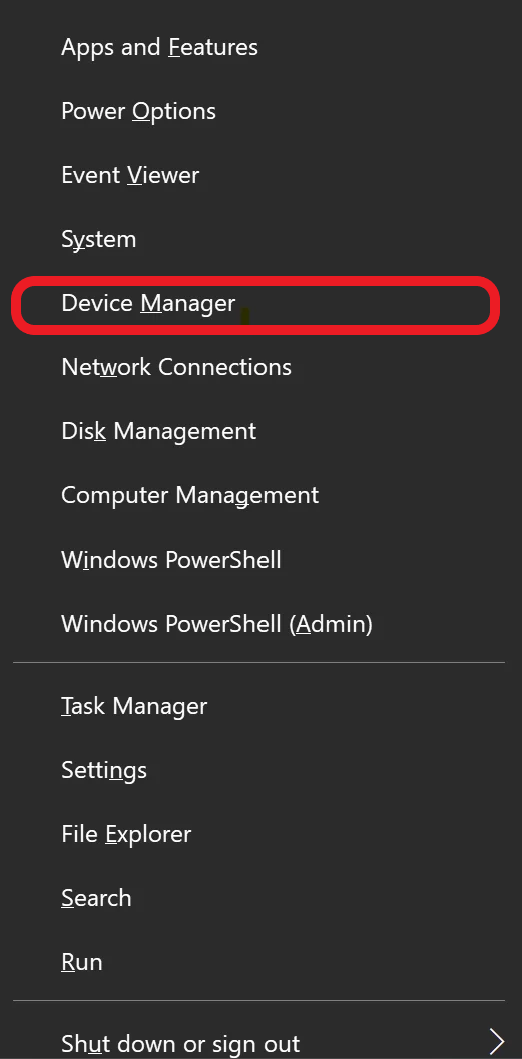 Apps and Features
Power Options
Event Viewer
System
Device Manager
Network Connections
Disk Management
Computer Management
Windows PowerShell
Windows PowerShell (Admin)
Task Manager
Settings
File Explorer
Search
Run
Shut down or sign out